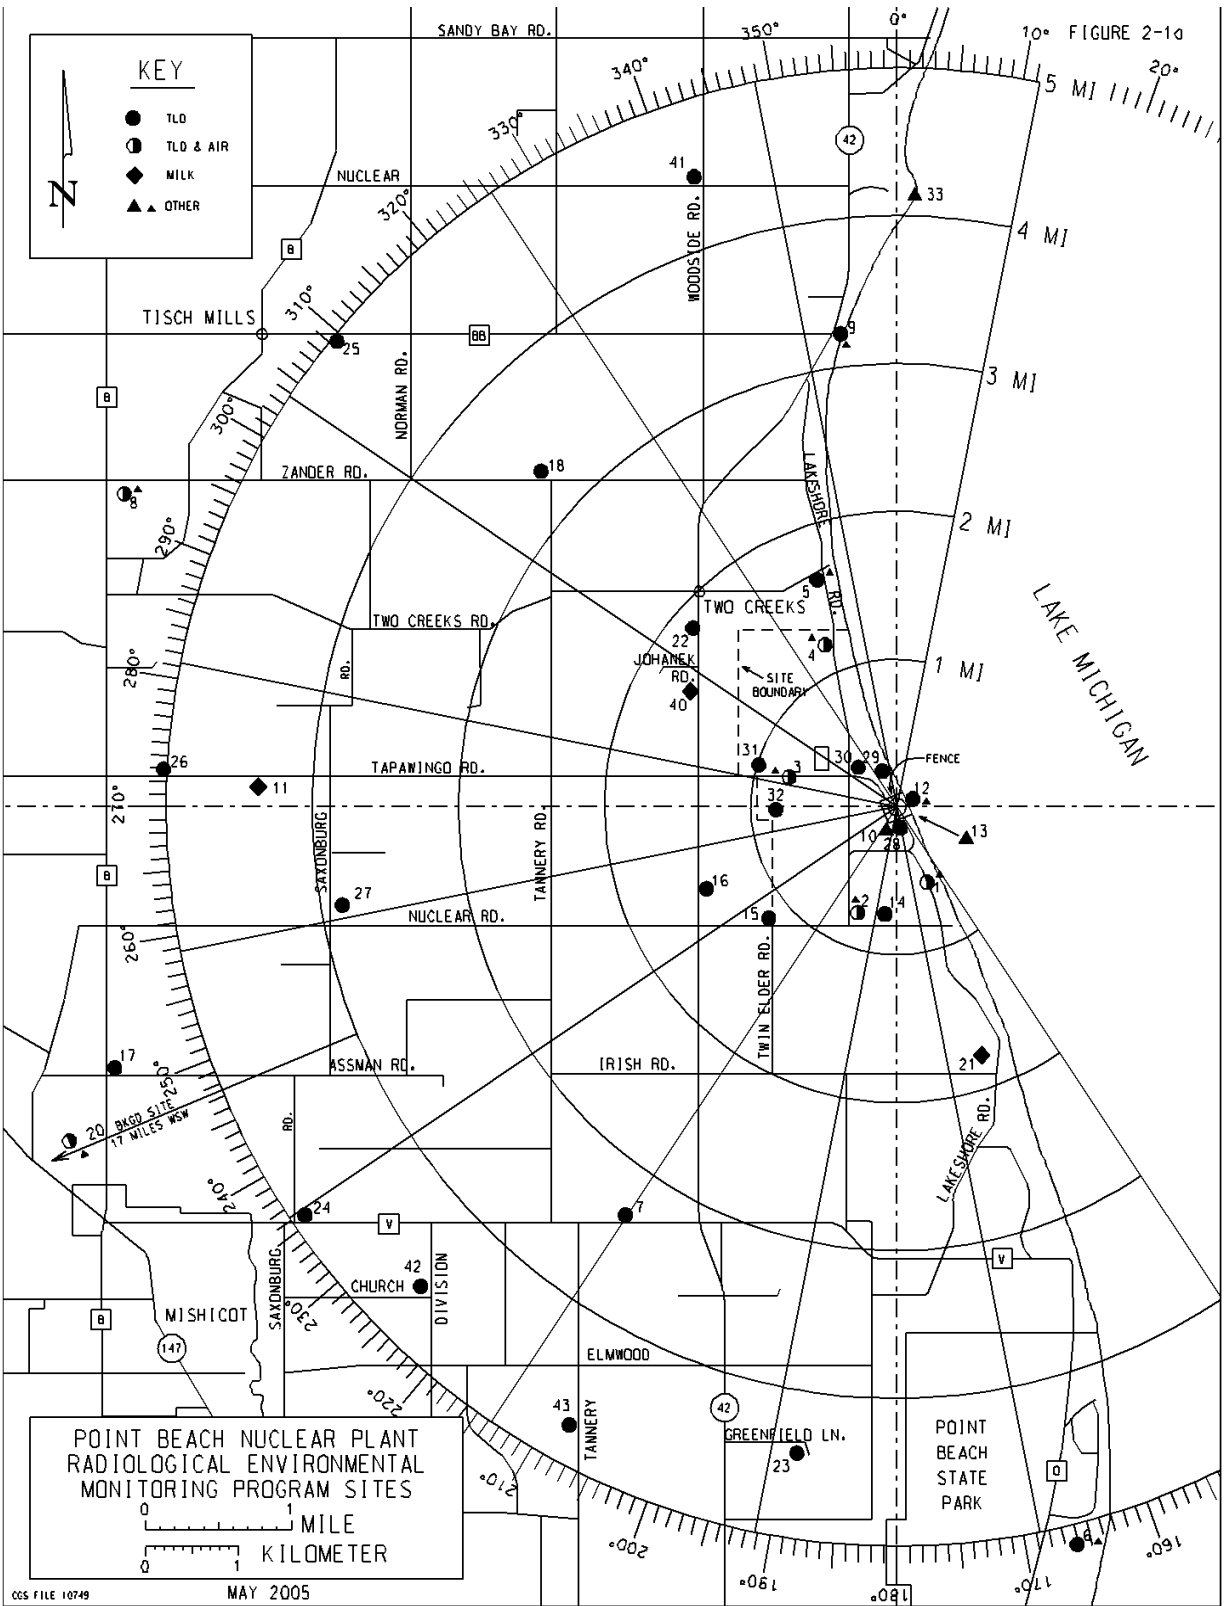 SANDY BAY RD.
0°
350°
10°
FIGURE 2-1a
KEY
TLD
TLD & AIR
MILK
OTHER
N
340°
5 MI
20°
330°
42
41
NUCLEAR
33
320°
WOODSIDE RD.
4 MI
B
310°
TISCH MILLS
BB
9
25
NORMAN RD.
3 MI
B
300°
18
ZANDER RD.
LAKESHORE
RD.
8
2 MI
290°
5
TWO CREEKS
TWO CREEKS RD.
22
4
LAKE MICHIGAN
JOHANEK
RD.
280°
RD.
1 MI
SITE
BOUNDARY
40
31
30
29
FENCE
26
TAPAWINGO RD.
3
11
12
32
270°
13
10
28
SAXONBURG
TANNERY RD.
B
16
1
27
2
14
15
NUCLEAR RD.
260°
TWIN ELDER RD.
17
250°
ASSMAN RD.
IRISH RD.
21
BKGD SITE
17 MILES WSW
20
RD.
LAKESHORE RD.
240°
24
V
7
V
42
CHURCH
DIVISION
SAXONBURG
230°
B
MISHICOT
147
ELMWOOD
220°
43
42
TANNERY
GREENFIELD LN.
23
POINT
BEACH
STATE
PARK
O
210°
POINT BEACH NUCLEAR PLANT
RADIOLOGICAL ENVIRONMENTAL
MONITORING PROGRAM SITES
0 1
MILE
0 1
KILOMETER
200°
6
160°
190°
180°
170°
CGS FILE 10749
MAY 2005